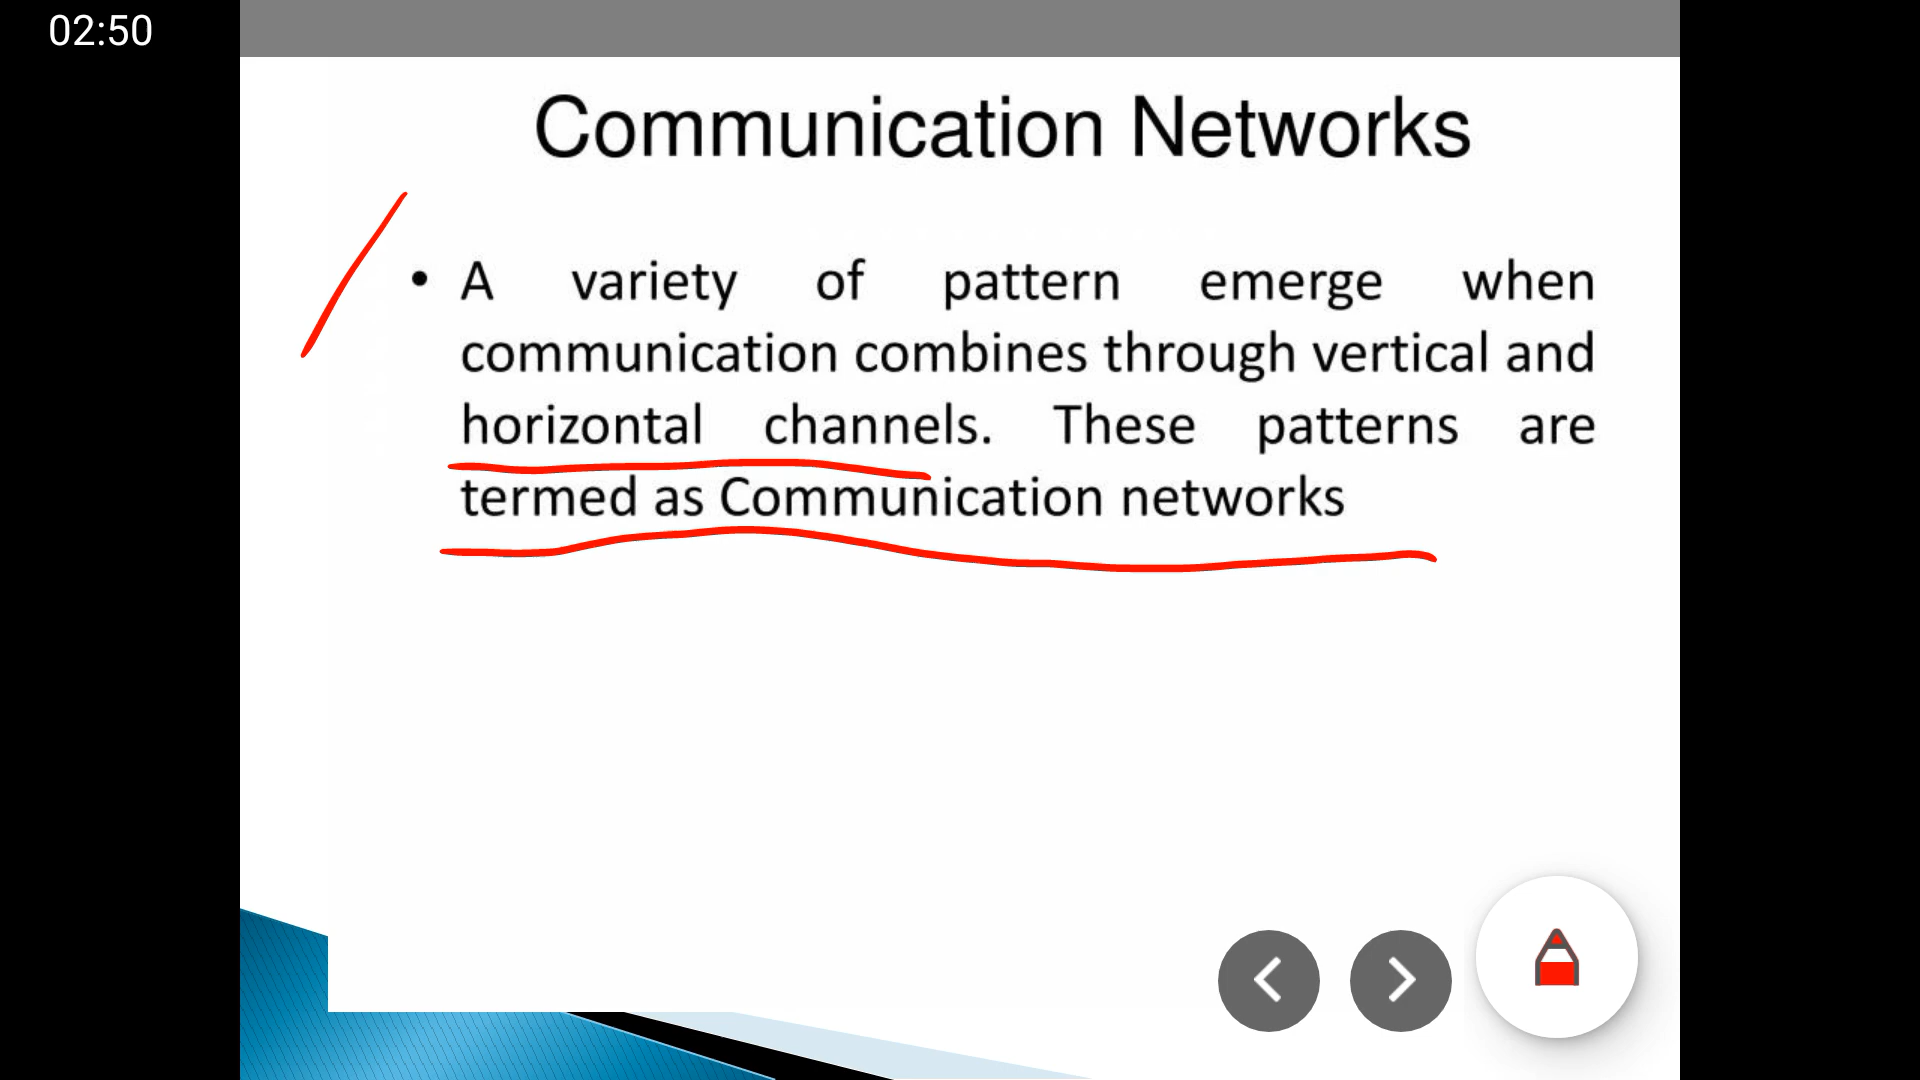 02:50
Communication Networks
• A variety of pattern emerge when
communication combines through vertical and
horizontal channels. These patterns are
termed as Communication networks